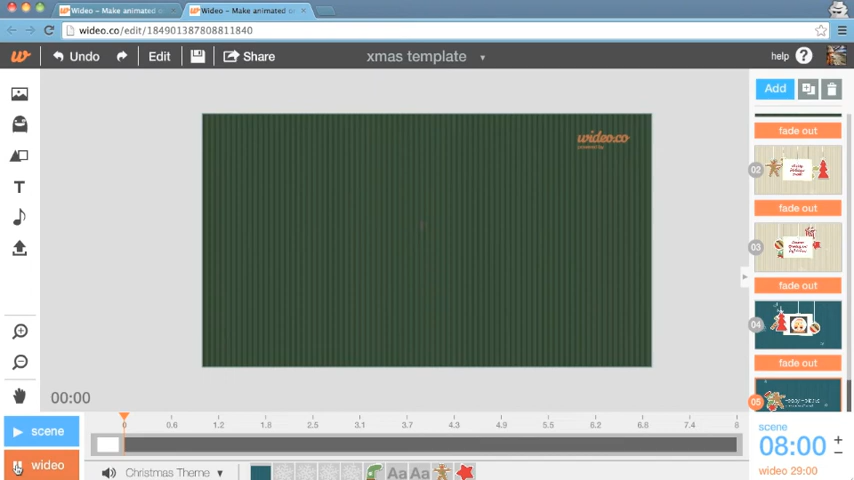 Wideo - Make animated o
Wideo - Make animated o
wideo.co/edit/184901387808811840
w Undo Edit Share xmas template help ?
Add
wideo.co
fade out
02
fade out
03
fade out
04
fade out
05
T
00:00
0 0.6 1.2 1.8 2.5 3.1 3.7 4.3 4.9 5.5 6.2 6.8 7.4 8
scene
wideo
Christmas Theme
Aa Aa
scene
08:00 + -
wideo 29:00